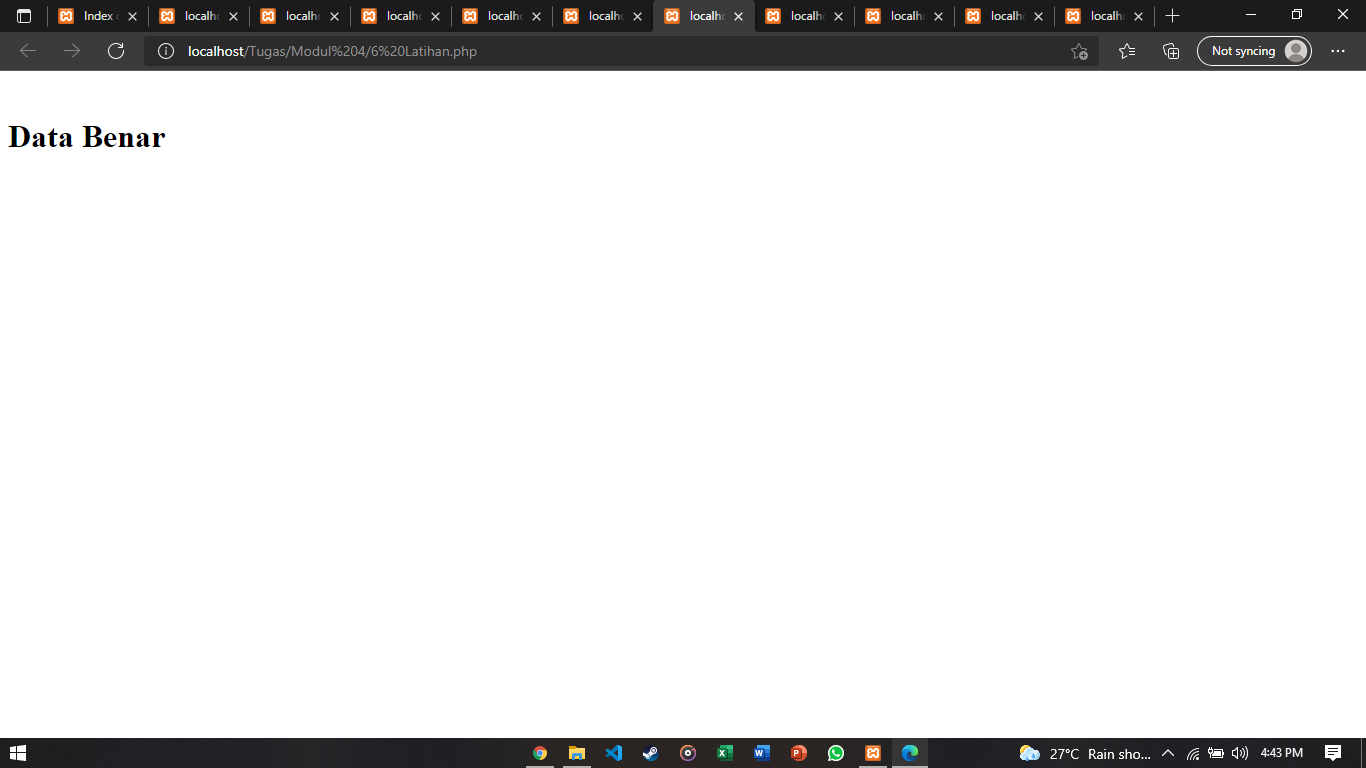 Index
localho
localho
localho
localho
localho
localho
localho
localho
localho
localho
localhost/Tugas/Modul%204/6%20Latihan.php
Not syncing
Data Benar
27°C Rain sho...
4:43 PM